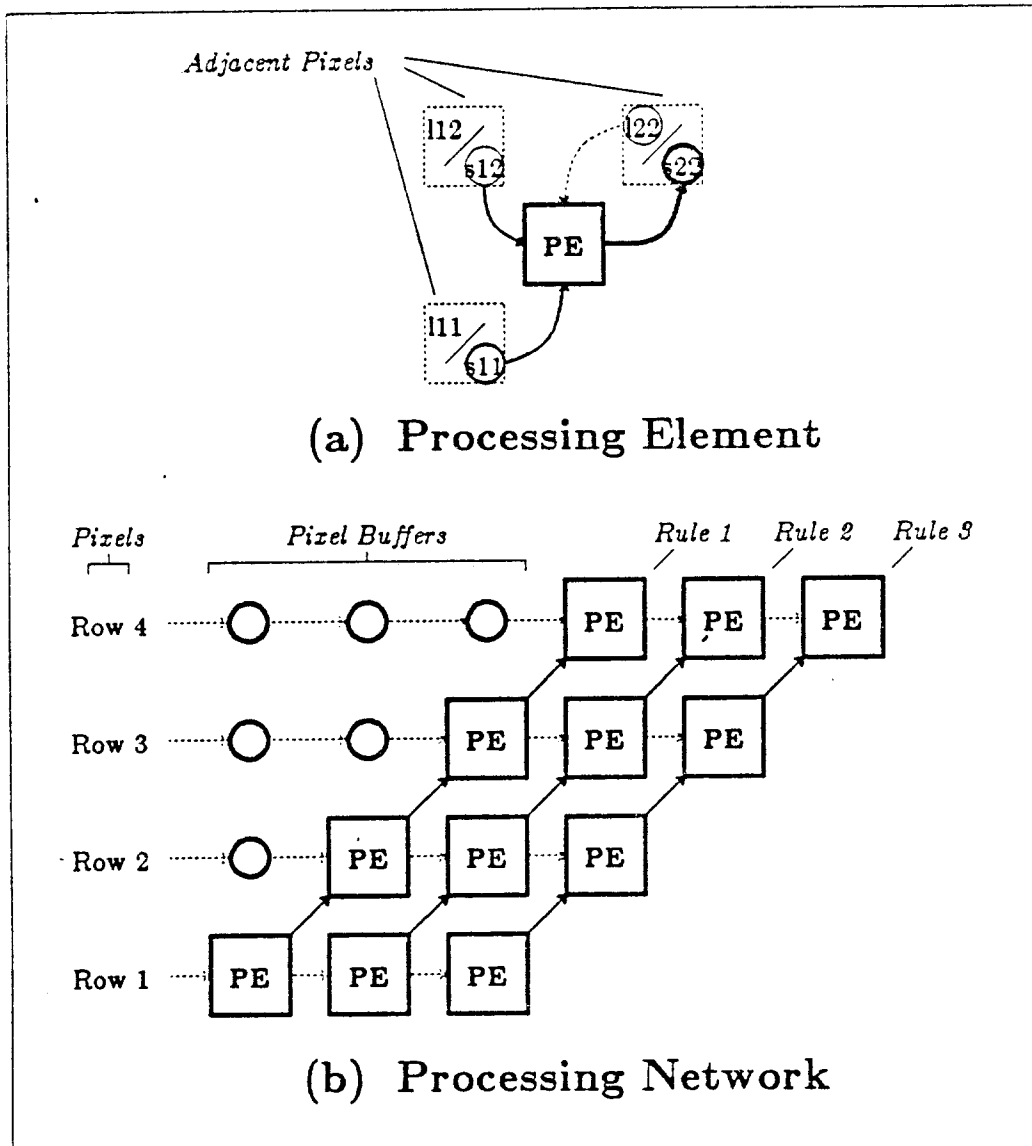 Adjacent Pixels
l12 l22
s12 s22
PE
l11
s11
(a) Processing Element
Pixels Pixel Buffers Rule 1 Rule 2 Rule 3
Row 4 PE PE PE
Row 3 PE PE PE
Row 2 PE PE PE
Row 1 PE PE PE
(b) Processing Network